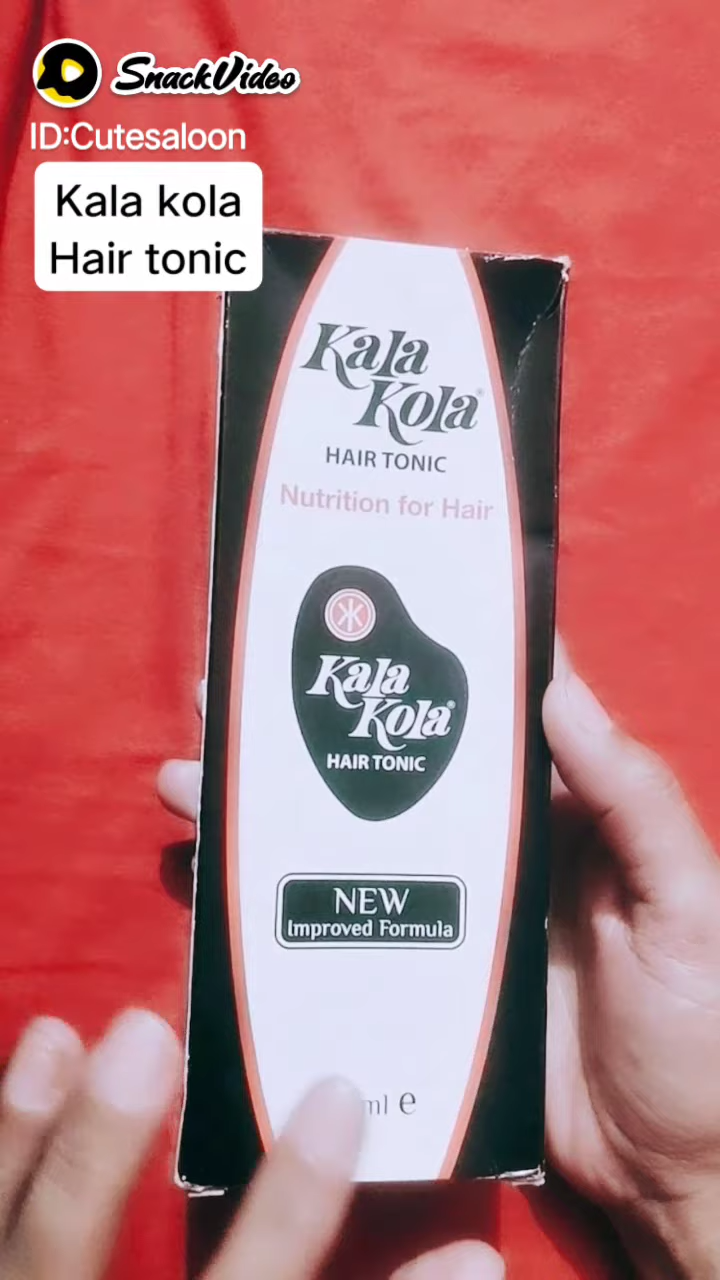 SnackVideo
ID:Cutesaloon
Kala kola
Hair tonic
Kala
Kola®
HAIR TONIC
Nutrition for Hair
Kala
Kola®
HAIR TONIC
NEW
Improved Formula
ml e